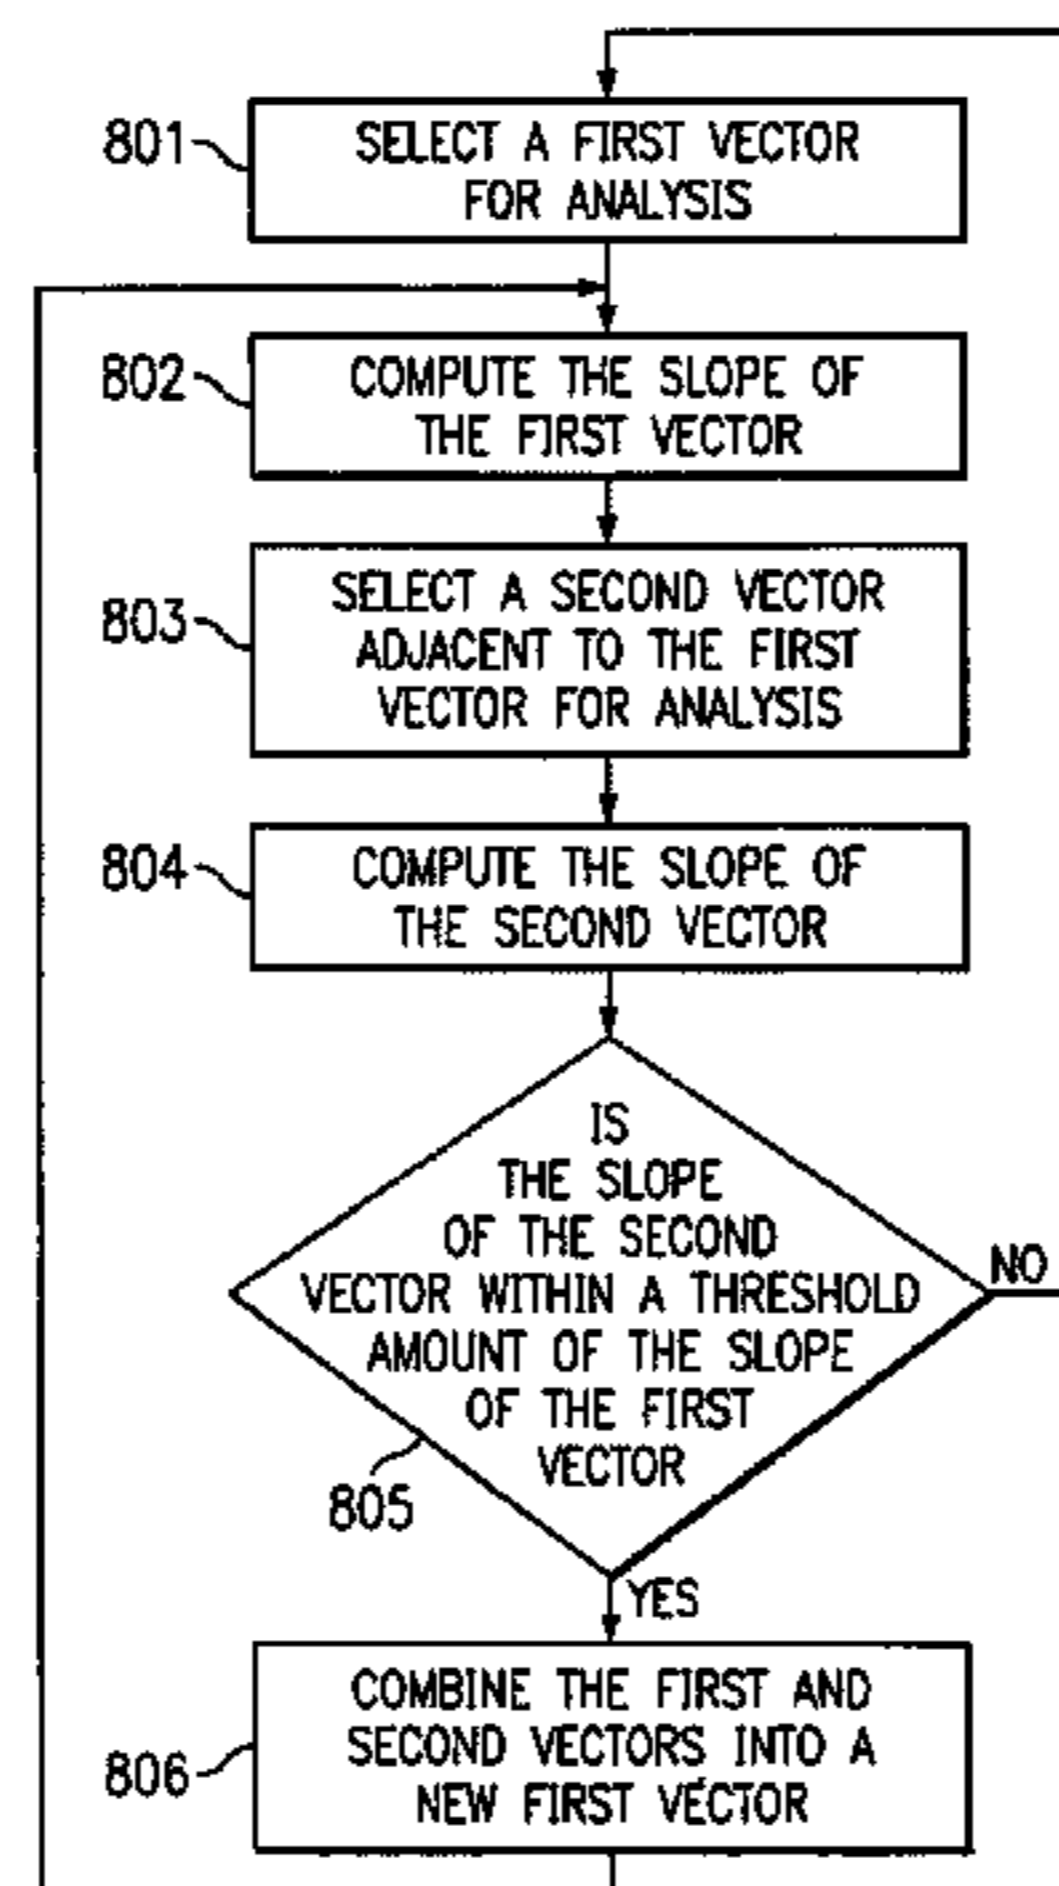 801
SELECT A FIRST VECTOR
FOR ANALYSIS
802
COMPUTE THE SLOPE OF
THE FIRST VECTOR
803
SELECT A SECOND VECTOR
ADJACENT TO THE FIRST
VECTOR FOR ANALYSIS
804
COMPUTE THE SLOPE OF
THE SECOND VECTOR
IS
THE SLOPE
OF THE SECOND
VECTOR WITHIN A THRESHOLD
AMOUNT OF THE SLOPE
OF THE FIRST
VECTOR
NO
805
YES
806
COMBINE THE FIRST AND
SECOND VECTORS INTO A
NEW FIRST VECTOR